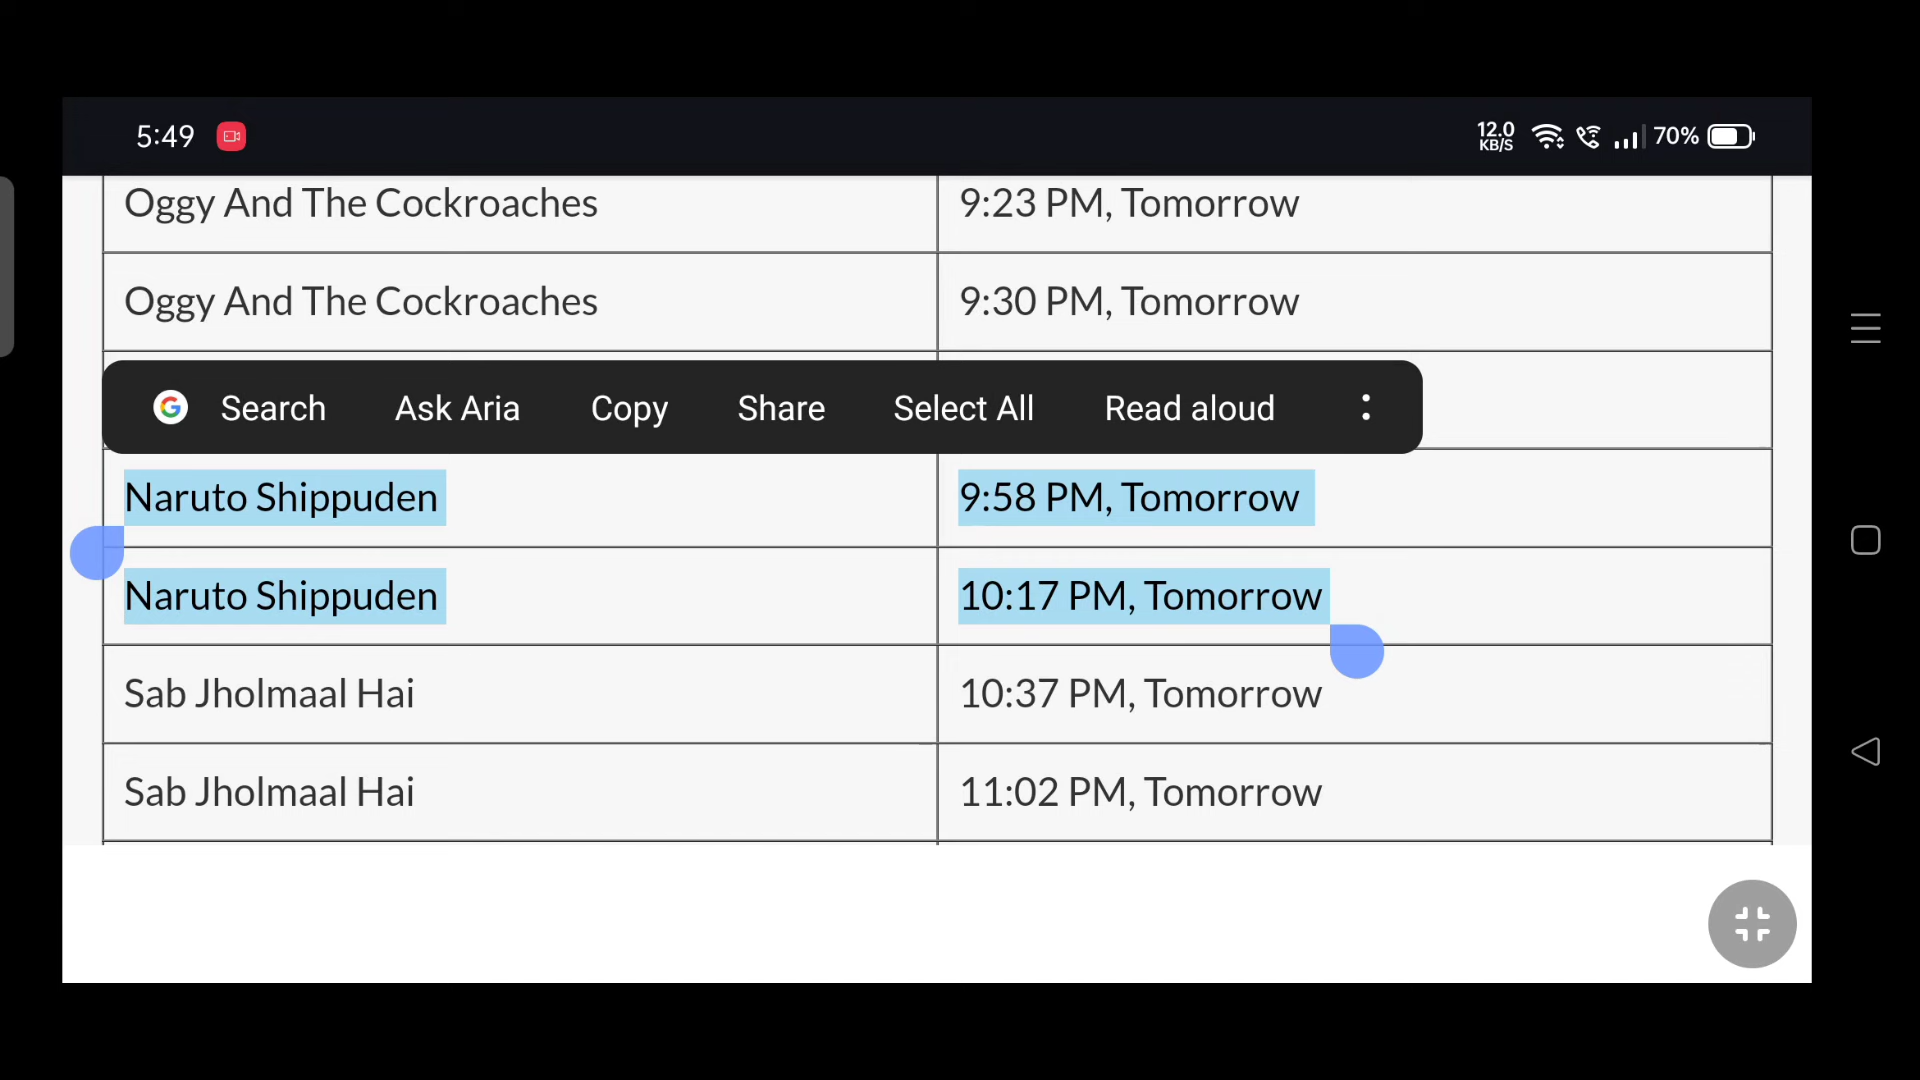 5:49 12.0 KB/S 70%
Oggy And The Cockroaches 9:23 PM, Tomorrow
Oggy And The Cockroaches 9:30 PM, Tomorrow
Search Ask Aria Copy Share Select All Read aloud
Naruto Shippuden 9:58 PM, Tomorrow
Naruto Shippuden 10:17 PM, Tomorrow
Sab Jholmaal Hai 10:37 PM, Tomorrow
Sab Jholmaal Hai 11:02 PM, Tomorrow